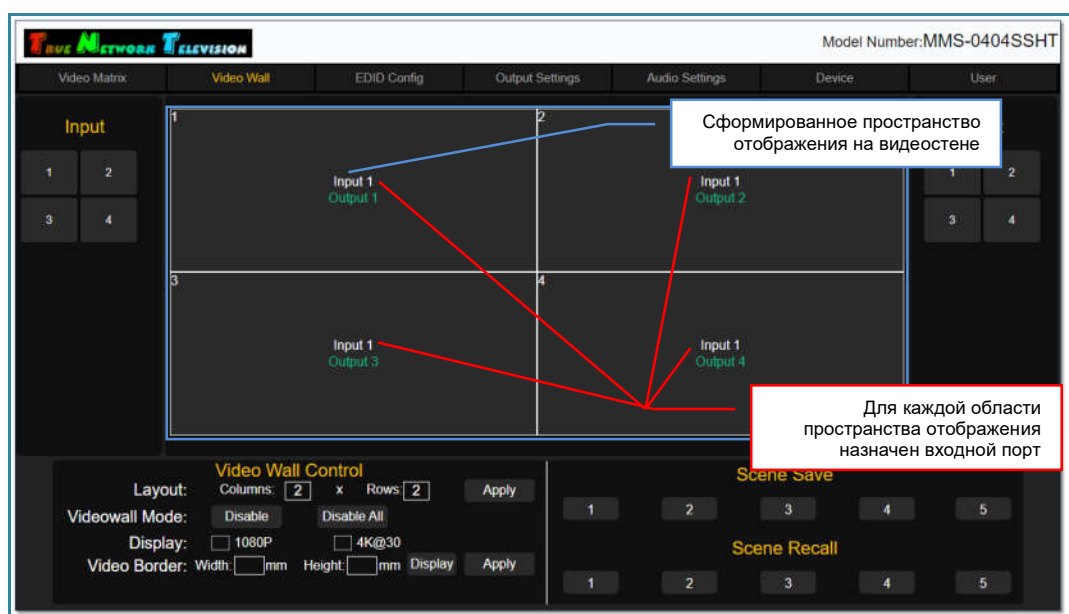 True Network Television
Model Number:MMS-0404SSHT
Video Matrix Video Wall EDID Config Output Settings Audio Settings Device User
Input
1 2
3 4
1
Input 1
Output 1
2
Input 1
Output 2
Сформированное пространство
отображения на видеостене
1 2
3 4
3
Input 1
Output 3
4
Input 1
Output 4
Для каждой области
пространства отображения
назначен входной порт
Video Wall Control
Layout: Columns: 2 x Rows: 2 Apply
Videowall Mode: Disable Disable All
Display: 1080P 4K@30
Video Border: Width: mm Height: mm Display Apply
Scene Save
1 2 3 4 5
Scene Recall
1 2 3 4 5